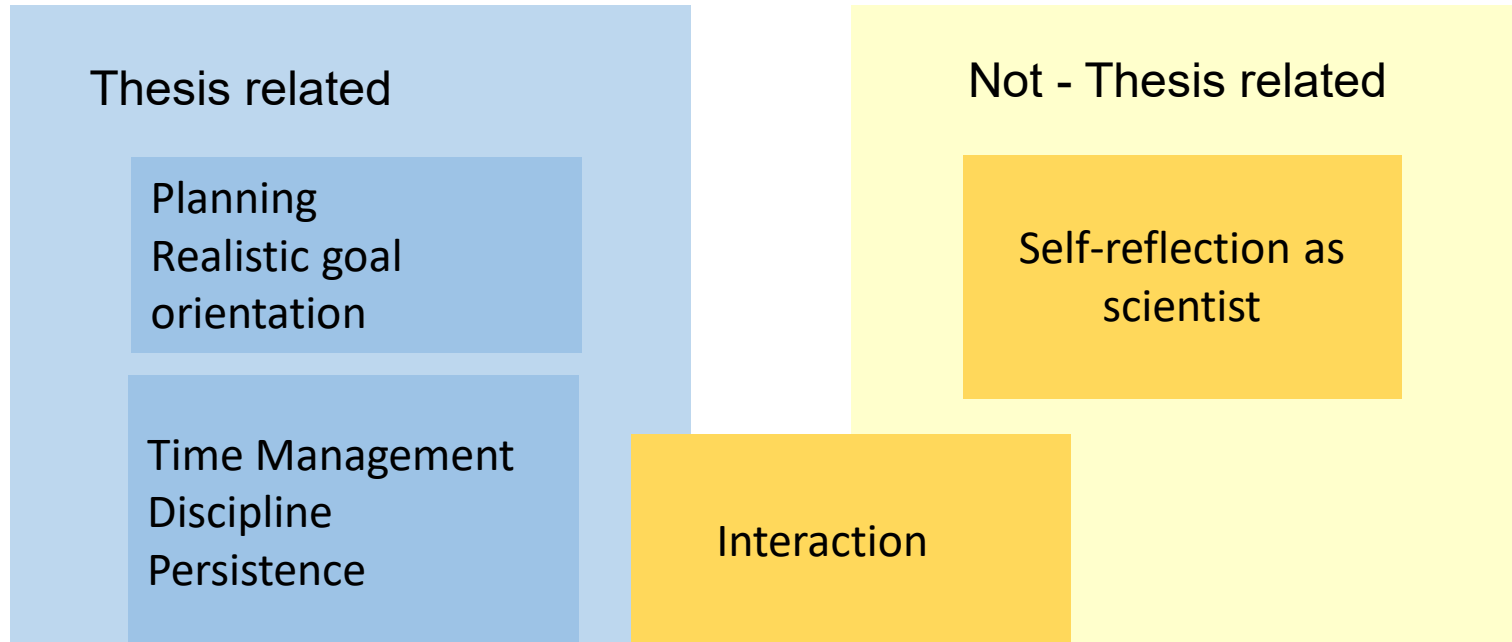 Thesis related
Planning
Realistic goal
orientation
Time Management
Discipline
Persistence
Interaction
Not - Thesis related
Self-reflection as
scientist